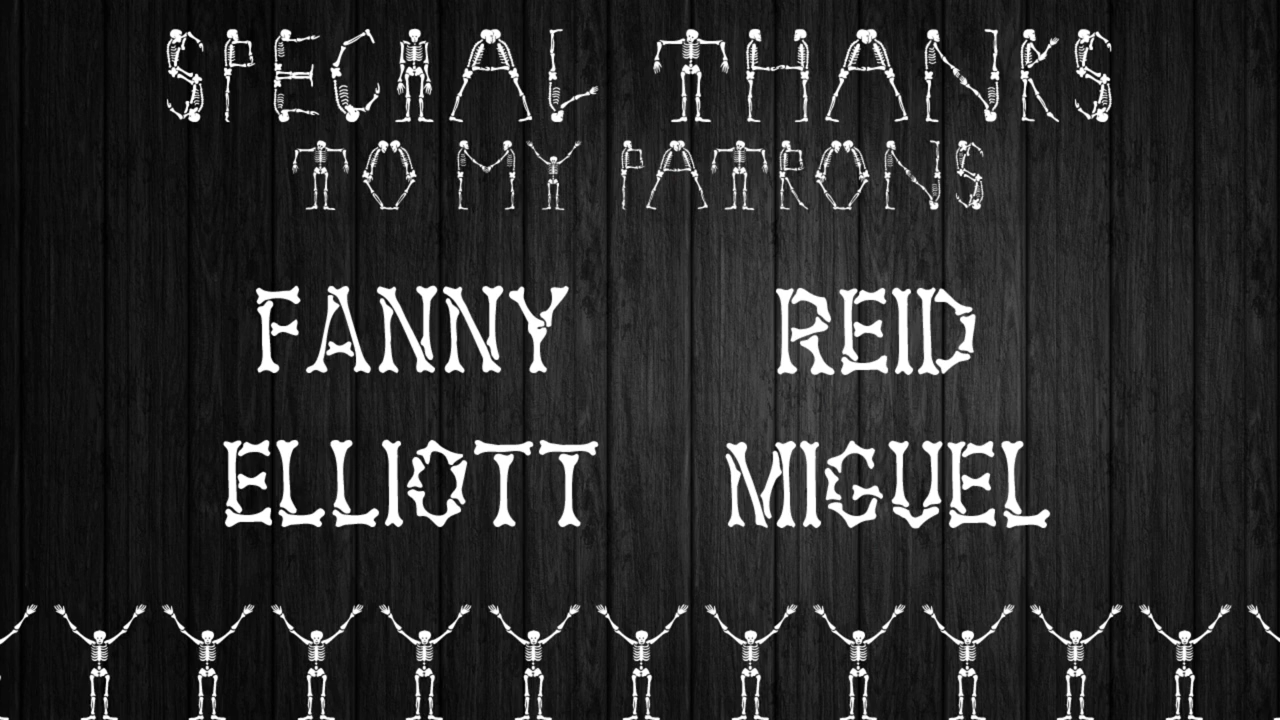 SPECIAL THANKS
TO MY PATRONS
FANNY REID
ELLIOTT MIGUEL